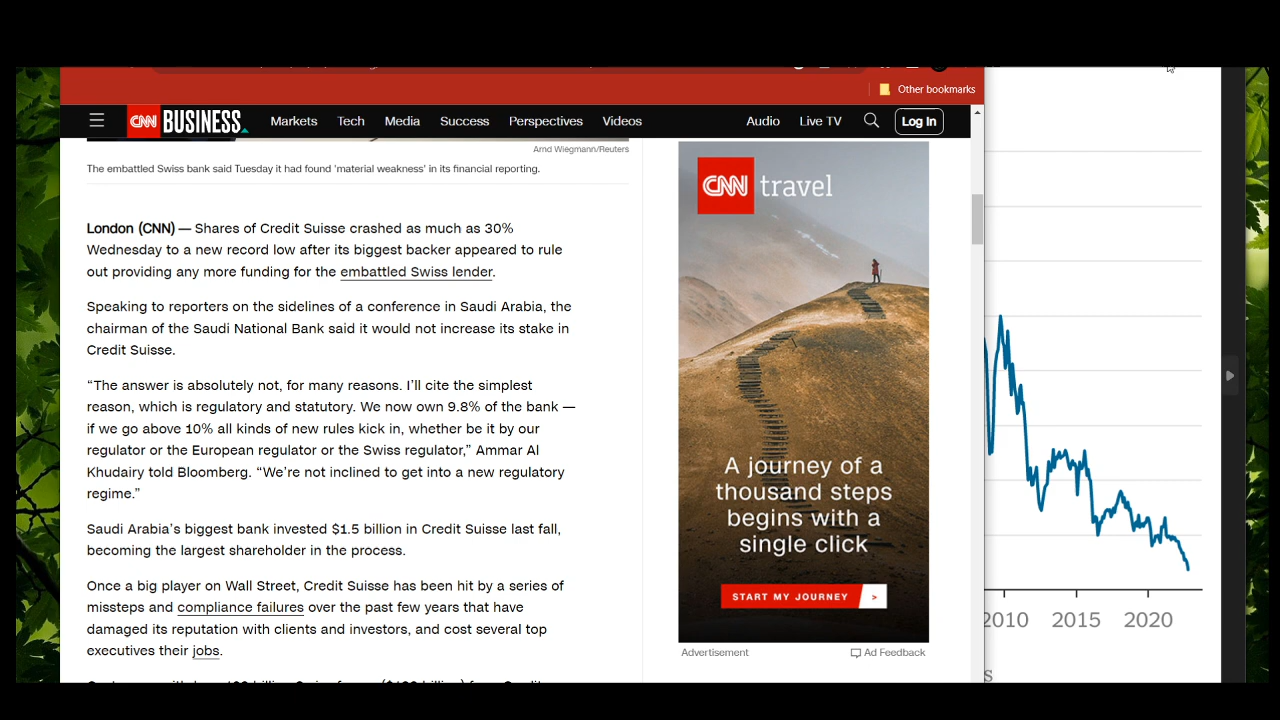 Other bookmarks
CNN BUSINESS Markets Tech Media Success Perspectives Videos Audio Live TV Log In
Arnd Wiegmann/Reuters
The embattled Swiss bank said Tuesday it had found 'material weakness' in its financial reporting.
London (CNN) — Shares of Credit Suisse crashed as much as 30%
Wednesday to a new record low after its biggest backer appeared to rule
out providing any more funding for the embattled Swiss lender.
Speaking to reporters on the sidelines of a conference in Saudi Arabia, the
chairman of the Saudi National Bank said it would not increase its stake in
Credit Suisse.
“The answer is absolutely not, for many reasons. I’ll cite the simplest
reason, which is regulatory and statutory. We now own 9.8% of the bank —
if we go above 10% all kinds of new rules kick in, whether be it by our
regulator or the European regulator or the Swiss regulator,” Ammar Al
Khudairy told Bloomberg. “We’re not inclined to get into a new regulatory
regime.”
Saudi Arabia’s biggest bank invested $1.5 billion in Credit Suisse last fall,
becoming the largest shareholder in the process.
Once a big player on Wall Street, Credit Suisse has been hit by a series of
missteps and compliance failures over the past few years that have
damaged its reputation with clients and investors, and cost several top
executives their jobs.
CNN travel
A journey of a
thousand steps
begins with a
single click
START MY JOURNEY >
Advertisement
Ad Feedback
2010 2015 2020
S